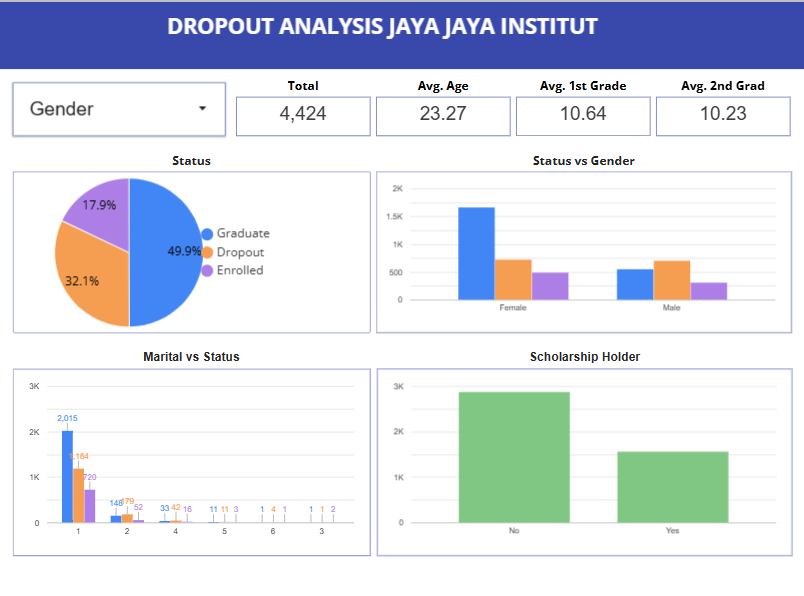 DROPOUT ANALYSIS JAYA JAYA INSTITUT
Gender
Total
4,424
Avg. Age
23.27
Avg. 1st Grade
10.64
Avg. 2nd Grad
10.23
Status
17.9%
49.9%
32.1%
Graduate
Dropout
Enrolled
Status vs Gender
2K
1.5K
1K
500
0
Female Male
Marital vs Status
3K
2K
1K
0
2,015
720
148 179 52
33 42 16
11 11 3
1 4 1
1 1 2
1 2 4 5 6 3
Scholarship Holder
3K
2K
1K
0
No Yes